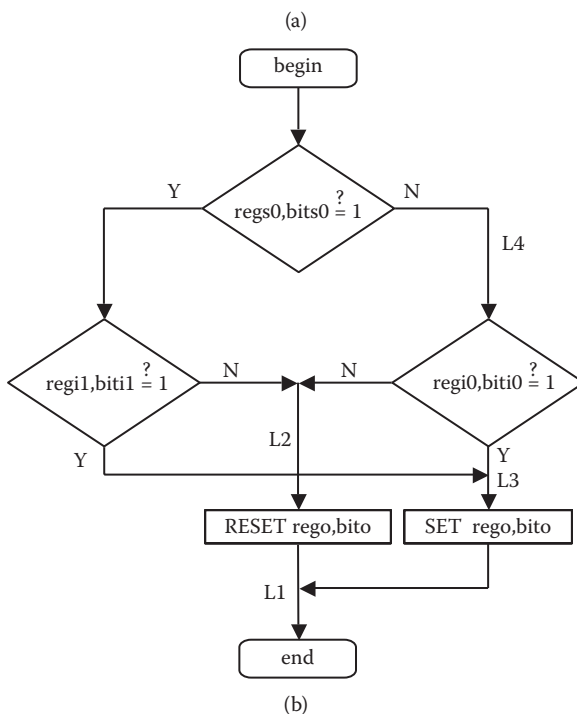 (a)
begin
Y
regs0,bits0 ?= 1
N
L4
regi1,biti1 ?= 1
N
N
regi0,biti0 ?= 1
L2
Y
Y
L3
RESET rego,bito
SET rego,bito
L1
end
(b)